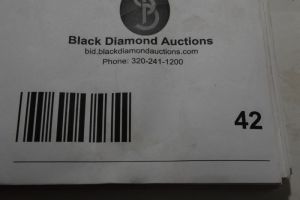 Black Diamond Auctions
bid.blackdiamondauctions.com
Phone: 320-241-1200
42